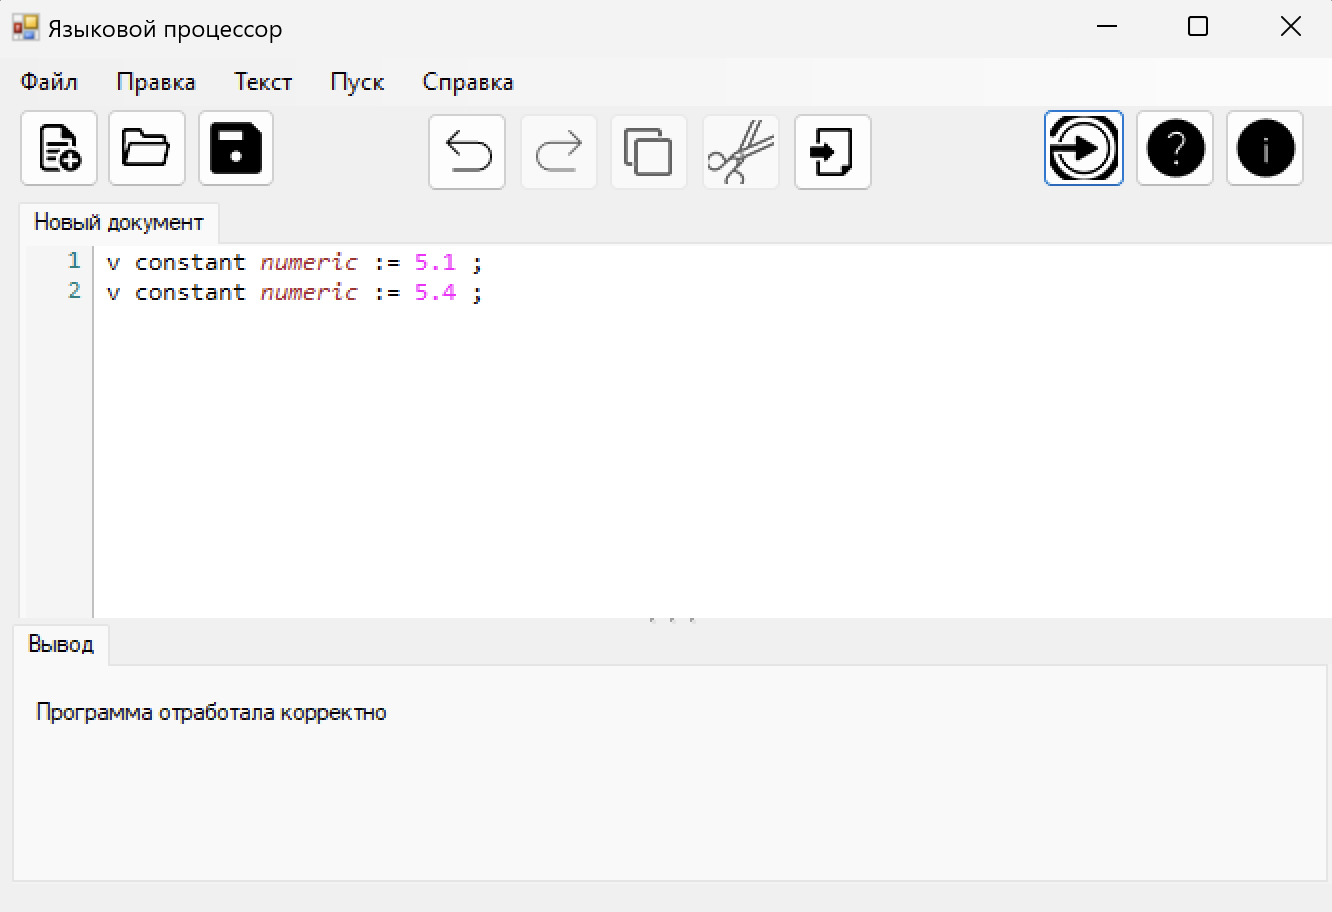 Языковой процессор
Файл Правка Текст Пуск Справка
? i
Новый документ
1 v constant numeric := 5.1 ;
2 v constant numeric := 5.4 ;
Вывод
Программа отработала корректно